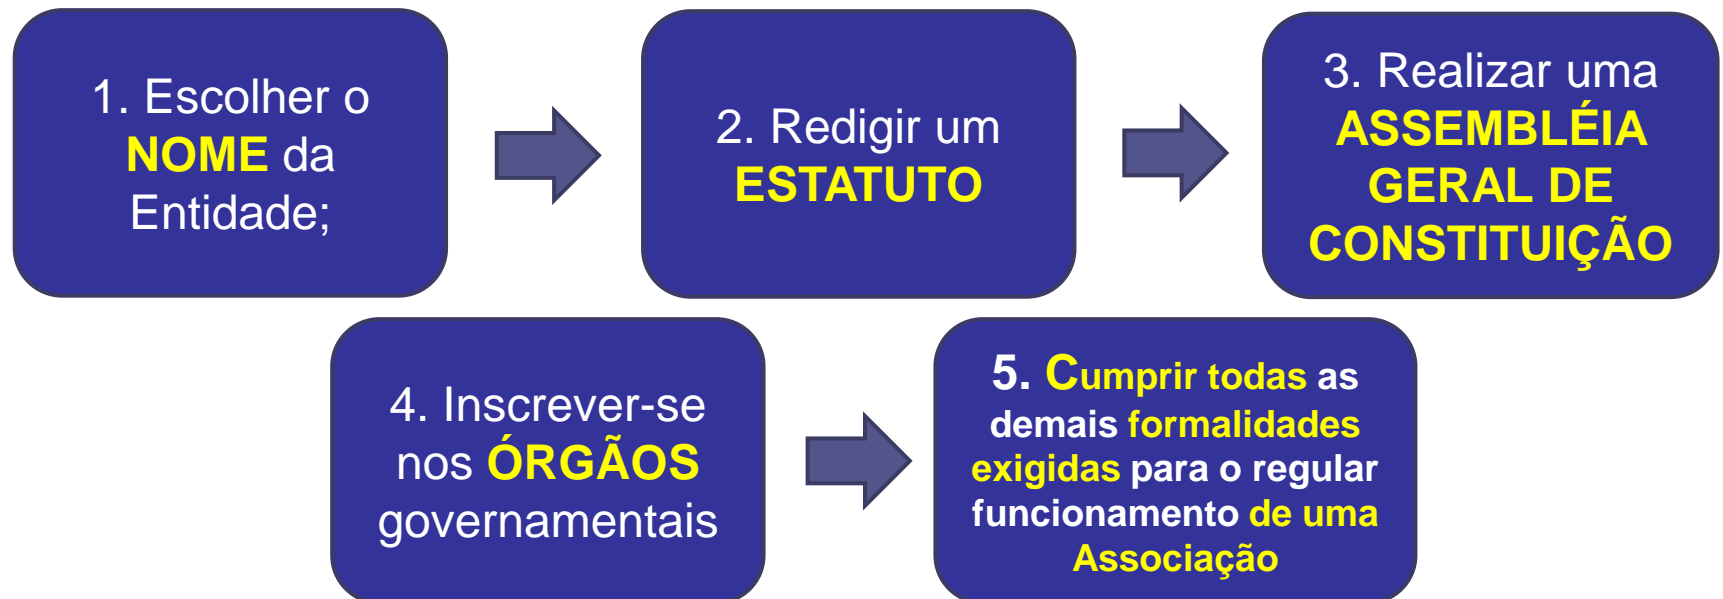 1. Escolher o
NOME da
Entidade;
2. Redigir um
ESTATUTO
3. Realizar uma
ASSEMBLÉIA
GERAL DE
CONSTITUIÇÃO
4. Inscrever-se
nos ÓRGÃOS
governamentais
5. Cumprir todas as
demais formalidades
exigidas para o regular
funcionamento de uma
Associação